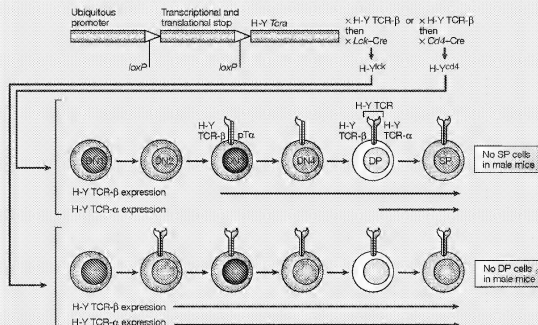 Ubiquitous
promoter
Transcriptional and
translational stop
H-Y Tcra
× H-Y TCR-β or
then
× Lck–Cre
× H-Y TCR-β
then
× Cd4–Cre
loxP
loxP
H-Ylck
H-Ycd4
H-Y TCR
H-Y
TCR-β
pTα
H-Y
TCR-β
H-Y
TCR-α
DN1
DN2
DN3
DN4
DP
SP
No SP cells
in male mice
H-Y TCR-β expression
H-Y TCR-α expression
No DP cells
in male mice
H-Y TCR-β expression
H-Y TCR-α expression